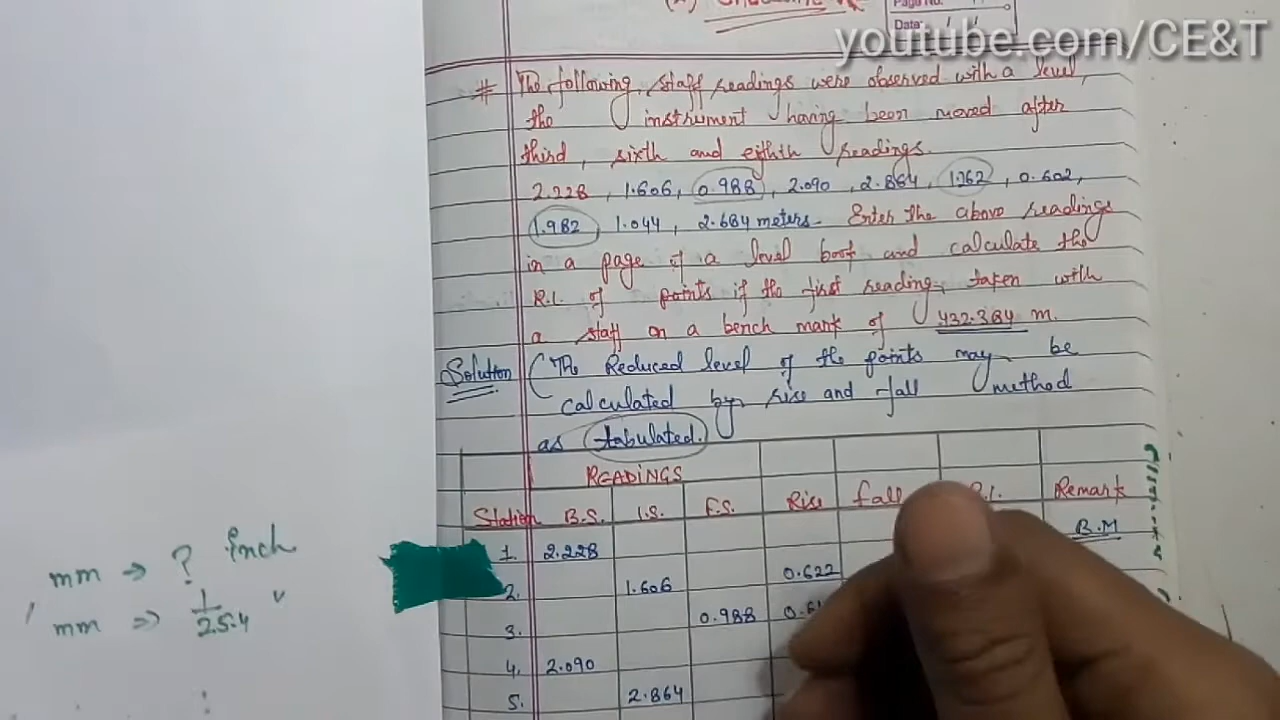 Page No.
Date
youtube.com/CE&T
# The following staff readings were observed with a level,
the instrument having been moved after
third, sixth and eighth readings.
2.228, 1.606, 0.988, 2.090, 2.864, 1.262, 0.602,
1.982 1.044, 2.684 meters. Enter the above readings
in a page of a level book and calculate the
R.L. of points if the first reading taken with
a staff on a bench mark of 432.384 m.
Solution (The Reduced level of the points may be
calculated by rise and fall method
as tabulated.
READINGS
Station B.S. I.S. F.S. Rise fall R.L. Remark
1. 2.228 B.M
2. 1.606 0.622
3. 0.988
4. 2.090
5. 2.864
mm → ? Inch
1 mm ⇒ 1/25.4 "